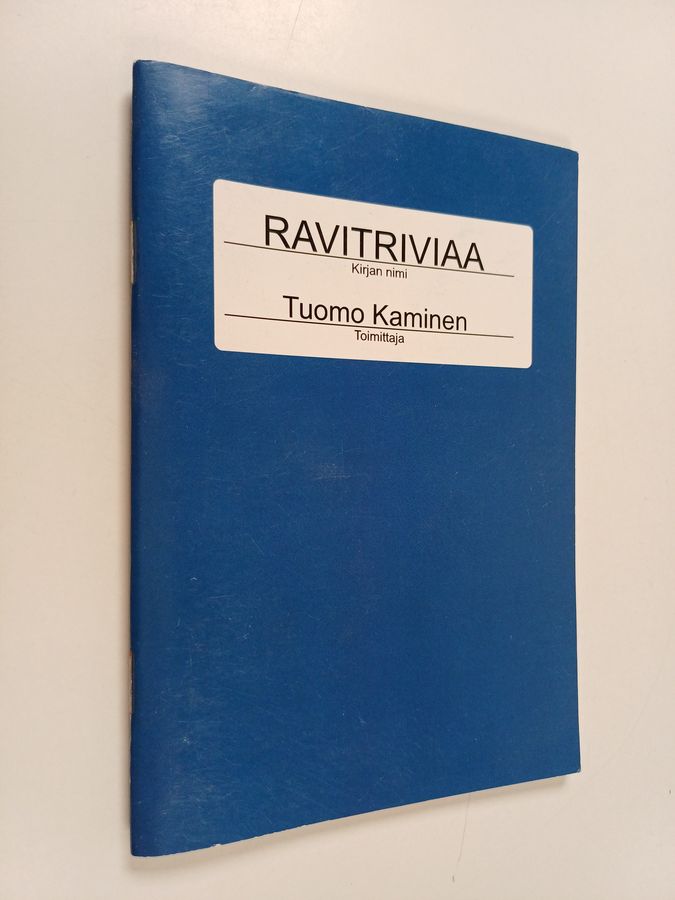 RAVITRIVIAA
Kirjan nimi
Tuomo Kaminen
Toimittaja